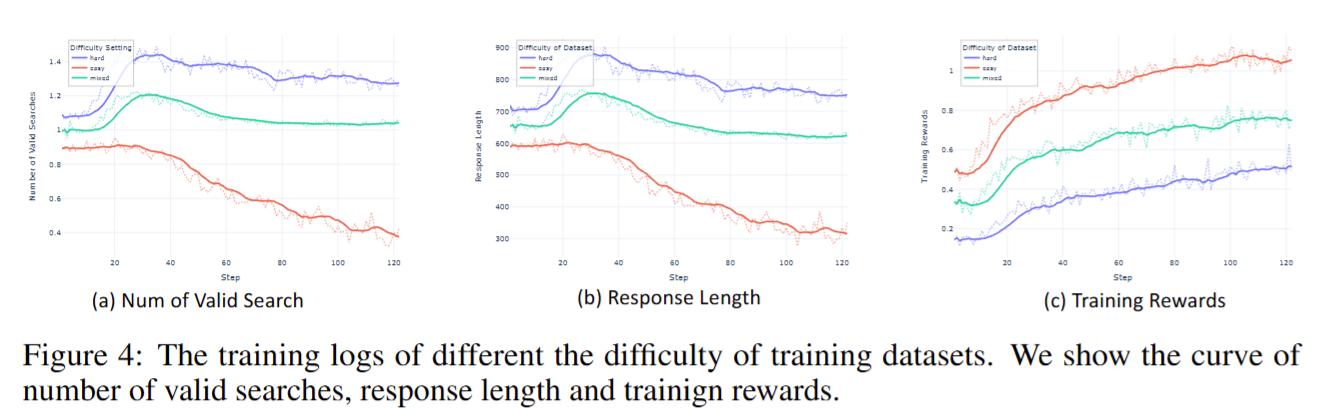 Difficulty Setting
hard
easy
mixed
Number of Valid Searches
1.4
1.2
1
0.8
0.6
0.4
20 40 60 80 100 120
Step
(a) Num of Valid Search
Difficulty of Dataset
hard
easy
mixed
Response Length
900
800
700
600
500
400
300
20 40 60 80 100 120
Step
(b) Response Length
Difficulty of Dataset
hard
easy
mixed
Training Rewards
1
0.8
0.6
0.4
0.2
20 40 60 80 100 120
Step
(c) Training Rewards
Figure 4: The training logs of different the difficulty of training datasets. We show the curve of
number of valid searches, response length and trainign rewards.